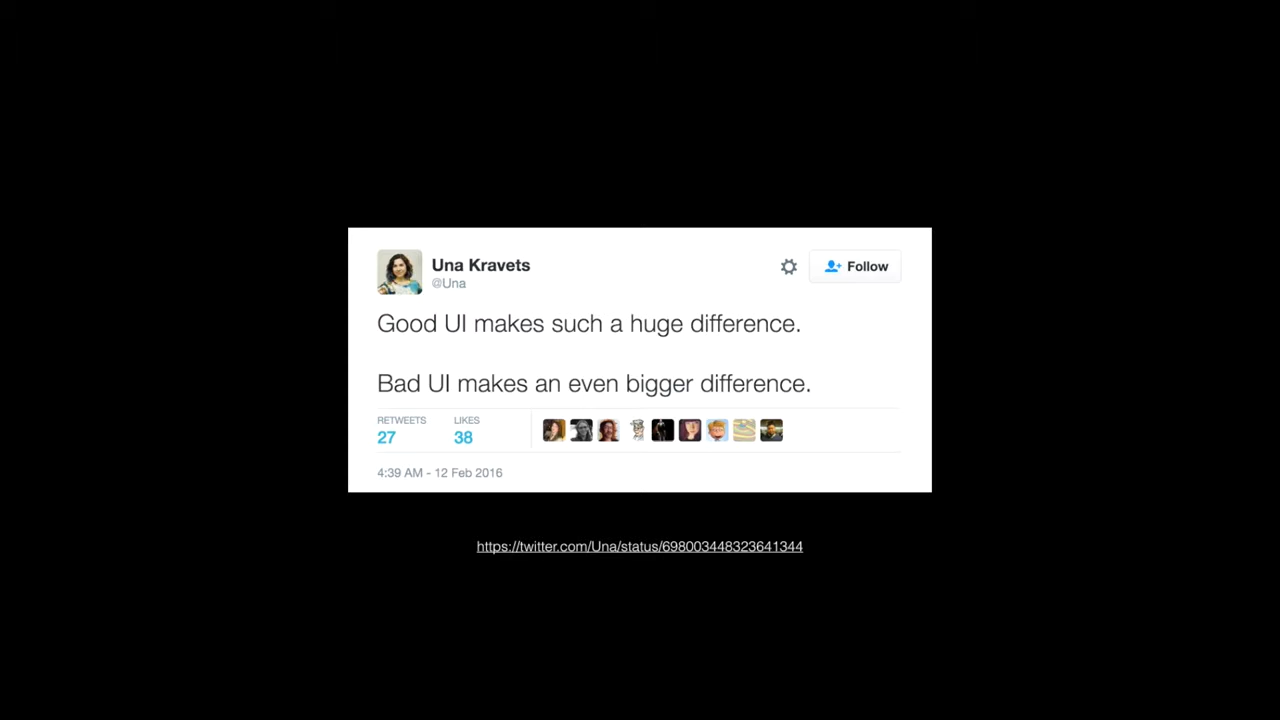 Una Kravets
@Una
Follow
Good UI makes such a huge difference.
Bad UI makes an even bigger difference.
RETWEETS LIKES
27 38
4:39 AM - 12 Feb 2016
https://twitter.com/Una/status/698003448323641344